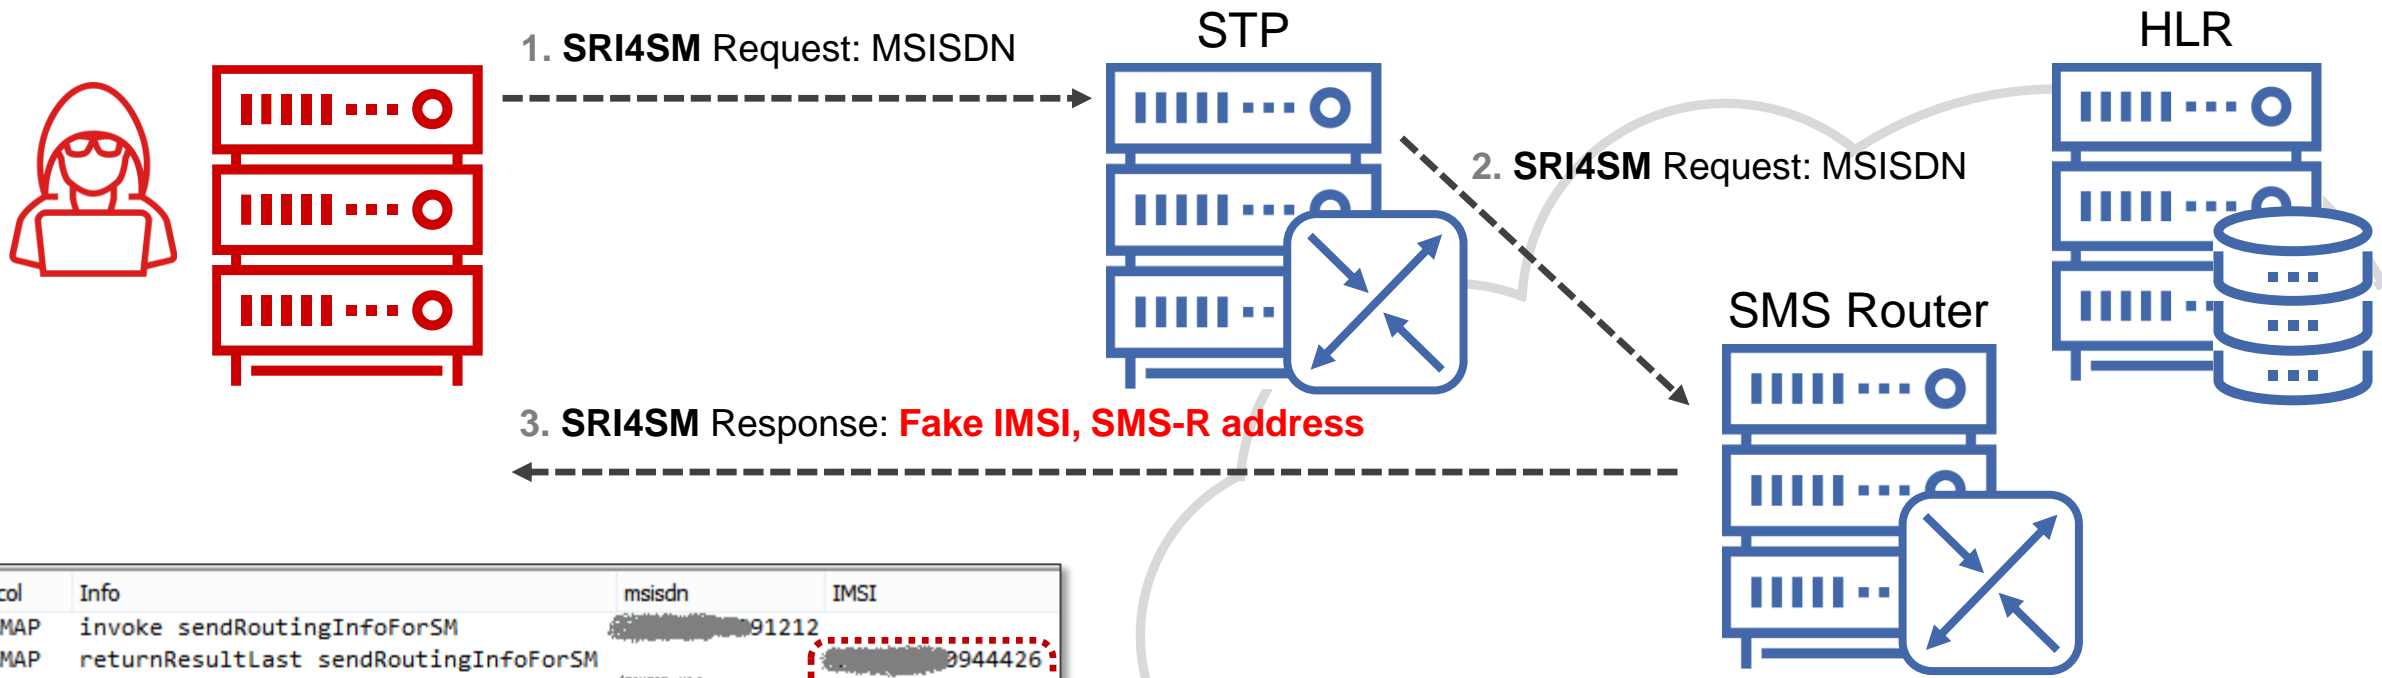 STP
HLR
1. SRI4SM Request: MSISDN
2. SRI4SM Request: MSISDN
SMS Router
3. SRI4SM Response: Fake IMSI, SMS-R address
col Info msisdn IMSI
MAP invoke sendRoutingInfoForSM 91212
MAP returnResultLast sendRoutingInfoForSM 0944426